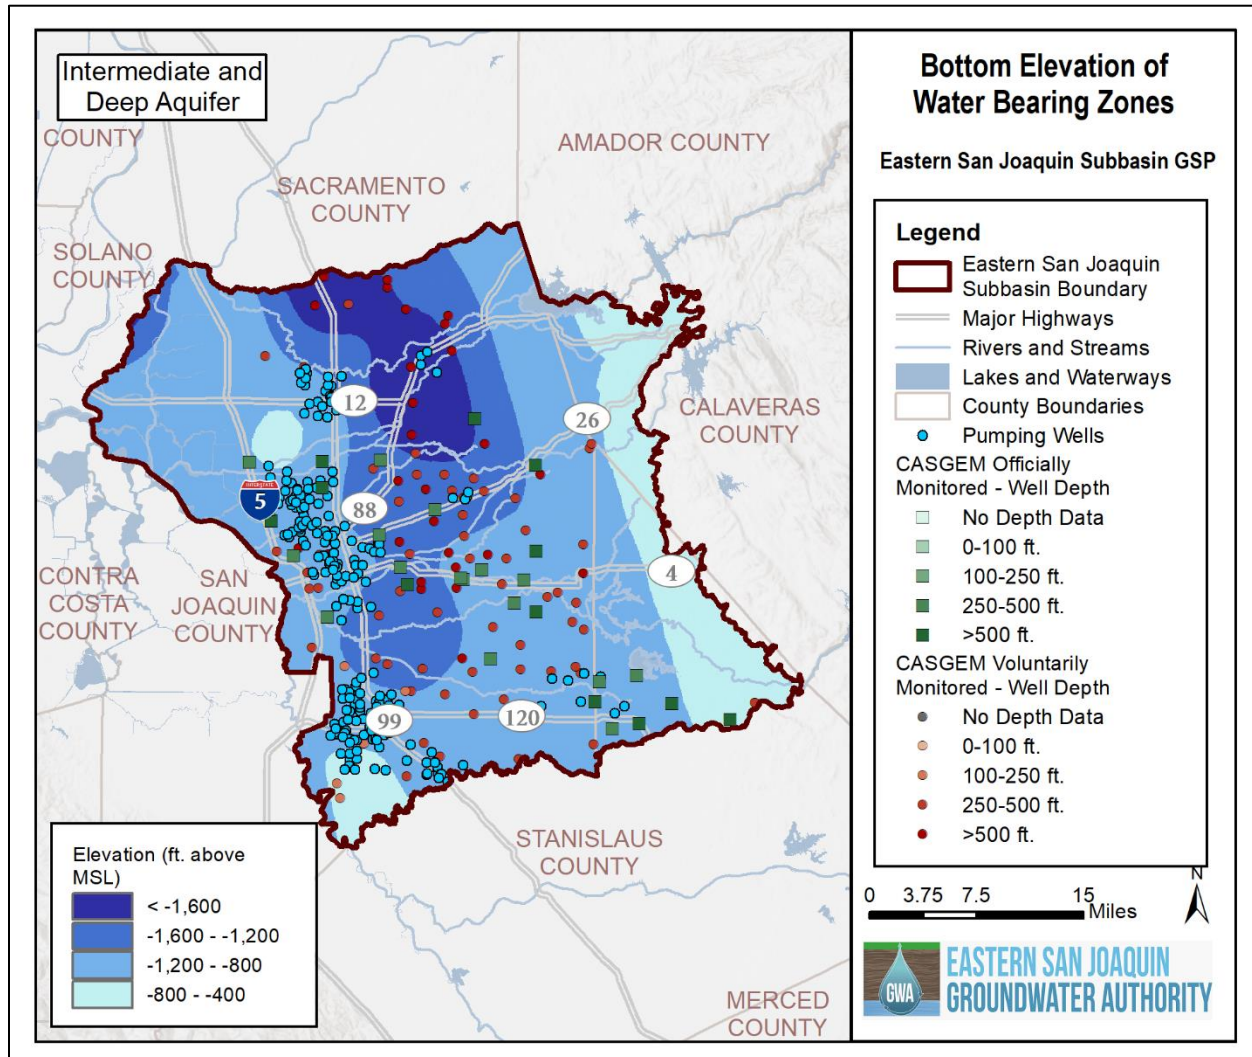 Intermediate and
Deep Aquifer
COUNTY
AMADOR COUNTY
SACRAMENTO
COUNTY
SOLANO
COUNTY
12
26
CALAVERAS
COUNTY
INTERSTATE
5
88
4
CONTRA
COSTA
COUNTY
SAN
JOAQUIN
COUNTY
99
120
STANISLAUS
COUNTY
MERCED
COUNTY
Elevation (ft. above
MSL)
< -1,600
-1,600 - -1,200
-1,200 - -800
-800 - -400
Bottom Elevation of
Water Bearing Zones
Eastern San Joaquin Subbasin GSP
Legend
Eastern San Joaquin
Subbasin Boundary
Major Highways
Rivers and Streams
Lakes and Waterways
County Boundaries
Pumping Wells
CASGEM Officially
Monitored - Well Depth
No Depth Data
0-100 ft.
100-250 ft.
250-500 ft.
>500 ft.
CASGEM Voluntarily
Monitored - Well Depth
No Depth Data
0-100 ft.
100-250 ft.
250-500 ft.
>500 ft.
N
0 3.75 7.5 15
Miles
GWA
EASTERN SAN JOAQUIN
GROUNDWATER AUTHORITY